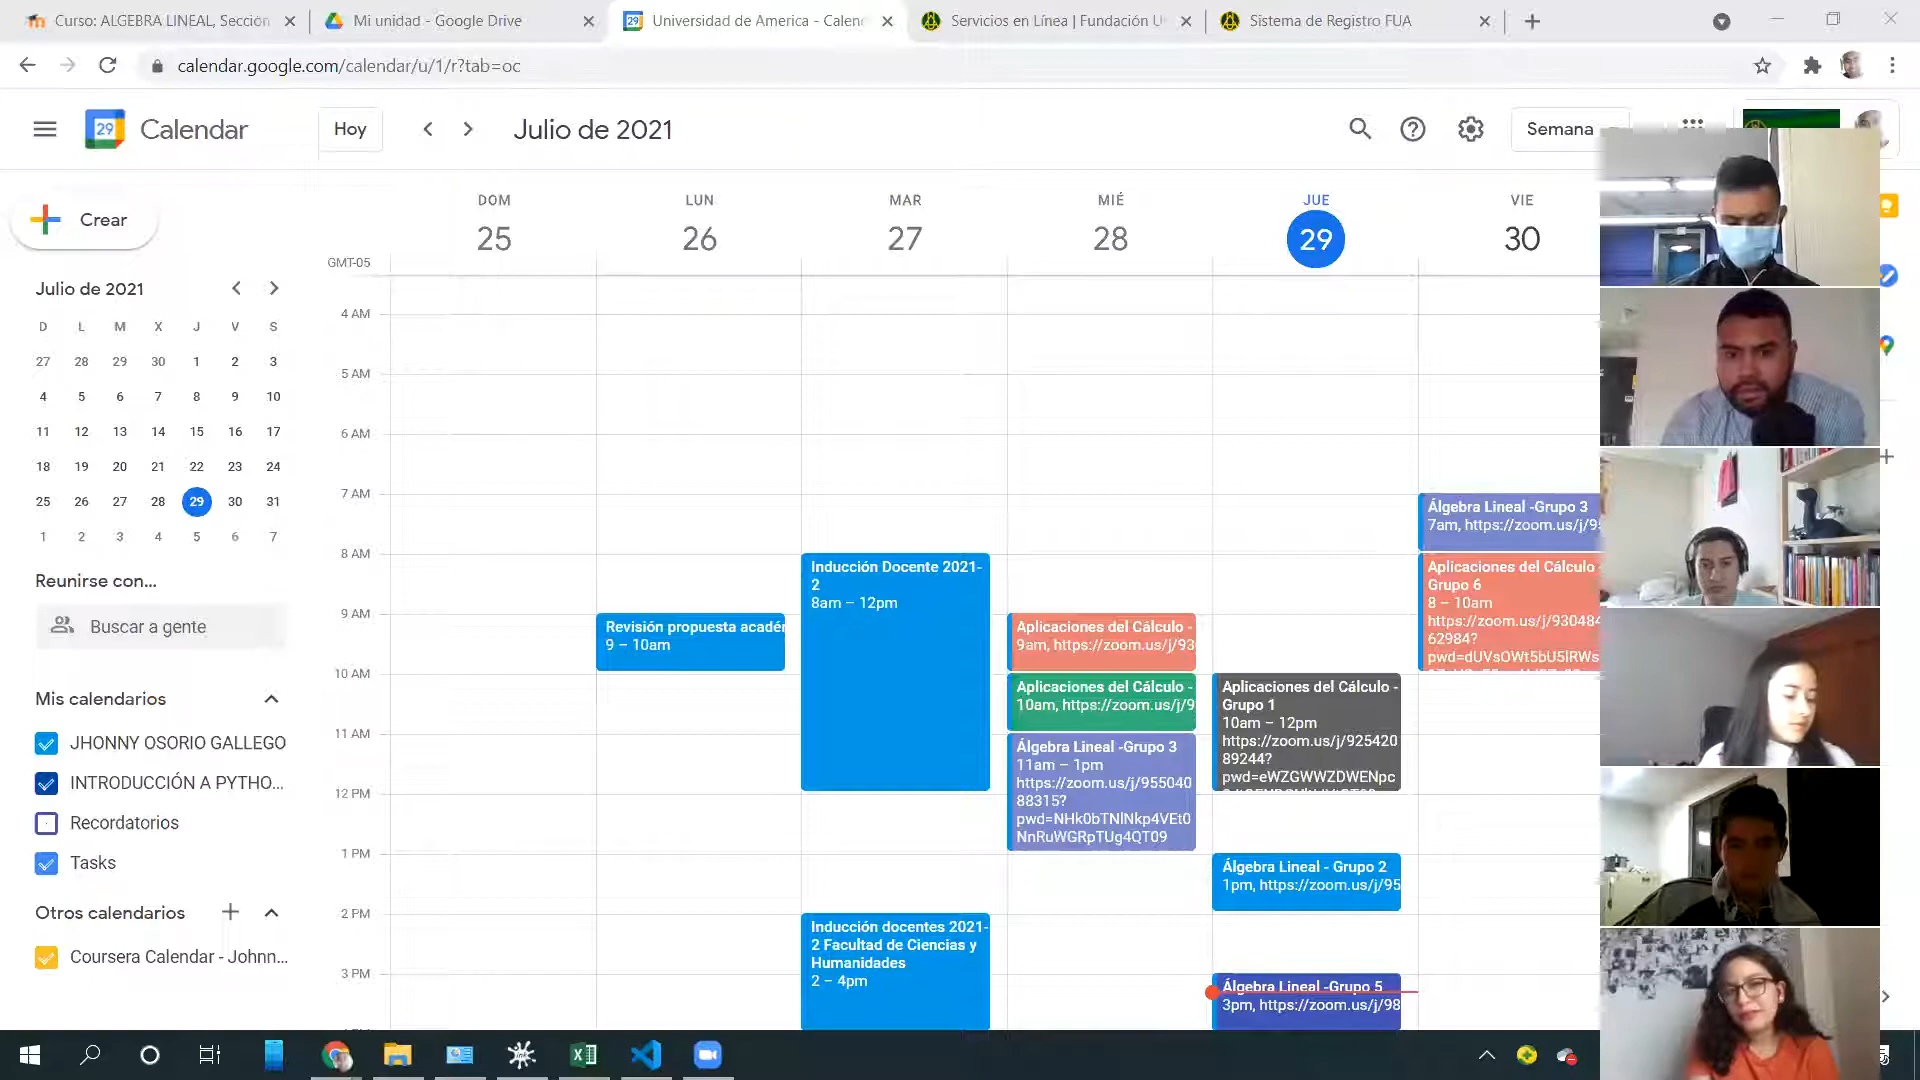 Curso: ALGEBRA LINEAL, Sección
Mi unidad - Google Drive
Universidad de America - Calen
Servicios en Línea | Fundación U
Sistema de Registro FUA
calendar.google.com/calendar/u/1/r?tab=oc
29
Calendar
Hoy
Julio de 2021
Semana
Crear
DOM
LUN
MAR
MIÉ
JUE
VIE
25
26
27
28
29
30
GMT-05
Julio de 2021
D L M X J V S
27 28 29 30 1 2 3
4 5 6 7 8 9 10
11 12 13 14 15 16 17
18 19 20 21 22 23 24
25 26 27 28 29 30 31
1 2 3 4 5 6 7
Reunirse con...
Buscar a gente
Mis calendarios
JHONNY OSORIO GALLEGO
INTRODUCCIÓN A PYTHO...
Recordatorios
Tasks
Otros calendarios
Coursera Calendar - Johnn...
4 AM
5 AM
6 AM
7 AM
8 AM
9 AM
10 AM
11 AM
12 PM
1 PM
2 PM
3 PM
Revisión propuesta acadér
9 – 10am
Inducción Docente 2021-
2
8am – 12pm
Inducción docentes 2021-
2 Facultad de Ciencias y
Humanidades
2 – 4pm
Aplicaciones del Cálculo -
9am, https://zoom.us/j/93
Aplicaciones del Cálculo -
10am, https://zoom.us/j/9
Álgebra Lineal -Grupo 3
11am – 1pm
https://zoom.us/j/955040
88315?
pwd=NHk0bTNlNkp4VEt0
NnRuWGRpTUg4QT09
Aplicaciones del Cálculo -
Grupo 1
10am – 12pm
https://zoom.us/j/925420
89244?
pwd=eWZGWWZDWENpc
Álgebra Lineal - Grupo 2
1pm, https://zoom.us/j/95
Álgebra Lineal -Grupo 5
3pm, https://zoom.us/j/98
Álgebra Lineal -Grupo 3
7am, https://zoom.us/j/95
Aplicaciones del Cálculo
Grupo 6
8 – 10am
https://zoom.us/j/930484
62984?
pwd=dUVsOWt5bU5lRWs